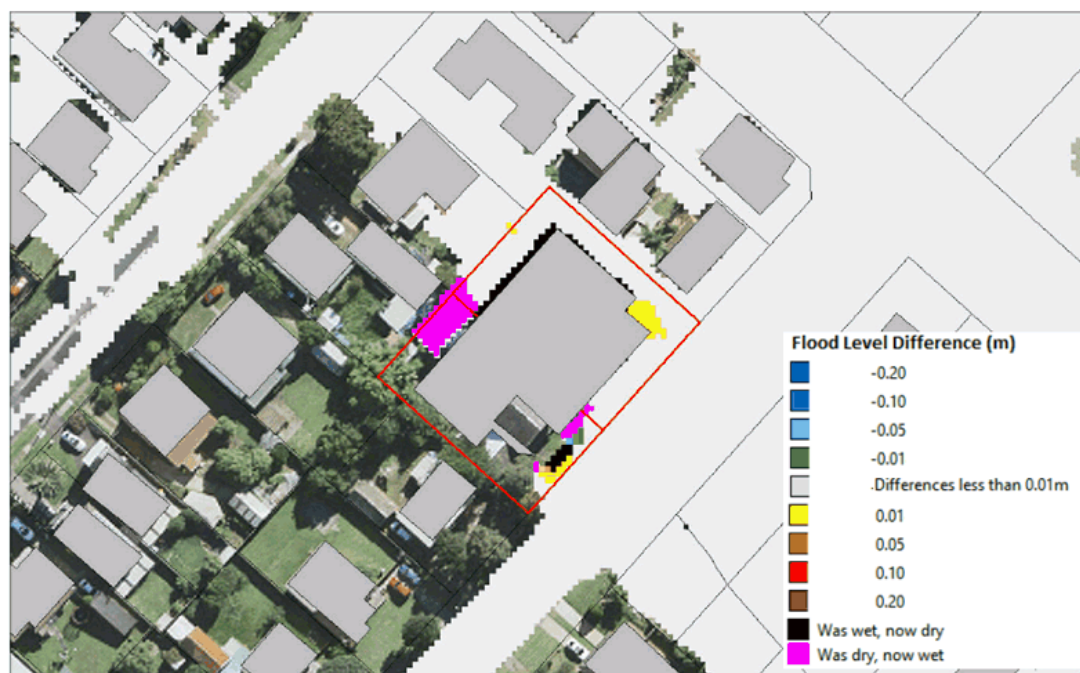 Flood Level Difference (m)
-0.20
-0.10
-0.05
-0.01
.Differences less than 0.01m
0.01
0.05
0.10
0.20
Was wet, now dry
Was dry, now wet